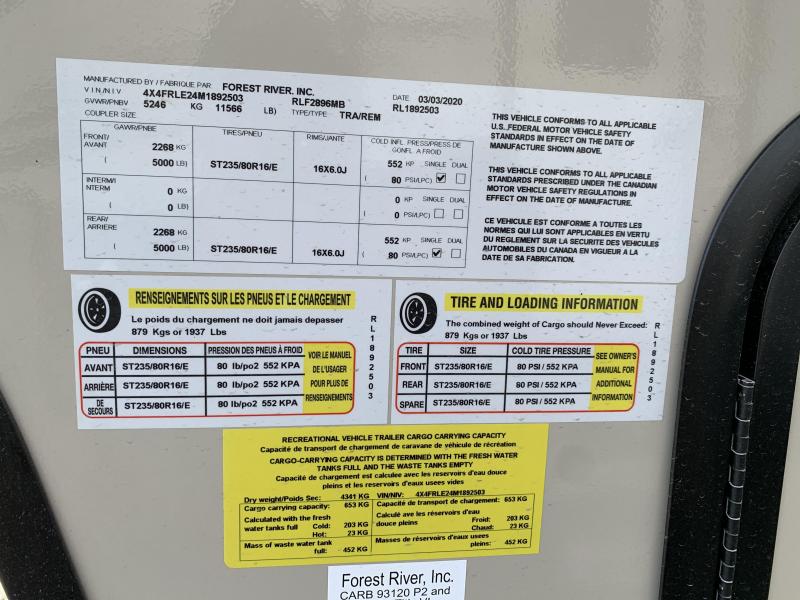 MANUFACTURED BY / FABRIQUE PAR FOREST RIVER, INC. DATE 03/03/2020
V I N / N I V 4X4FRLE24M1892503 RLF2896MB RL1892503
GVWR/PNBV 5246 KG 11566 LB) TYPE/TYPE TRA/REM
COUPLER SIZE
GAWR/PNBE TIRES/PNEU RIMS/JANTE COLD INFL. PRESS/PRESS DE GONFL A FROID
FRONT/ AVANT 2268 KG ST235/80R16/E 16X6.0J 552 KP SINGLE DUAL
( 5000 LB) ( 80 PSI/LPC)
INTERM/I NTERM 0 KG 0 KP SINGLE DUAL
( 0 LB) ( 0 PSI/LPC)
REAR/ ARRIERE 2268 KG ST235/80R16/E 16X6.0J 552 KP SINGLE DUAL
( 5000 LB) ( 80 PSI/LPC)
THIS VEHICLE CONFORMS TO ALL APPLICABLE
U.S. FEDERAL MOTOR VEHICLE SAFETY
STANDARDS IN EFFECT ON THE DATE OF
MANUFACTURE SHOWN ABOVE.
THIS VEHICLE CONFORMS TO ALL APPLICABLE
STANDARDS PRESCRIBED UNDER THE CANADIAN
MOTOR VEHICLE SAFETY REGULATIONS IN
EFFECT ON THE DATE OF MANUFACTURE.
CE VEHICULE EST CONFORME A TOUTES LES
NORMES QUI LUI SONT APPLICABLES EN VERTU
DU REGLEMENT SUR LA SECURITE DES VEHICULES
AUTOMOBILES DU CANADA EN VIGUEUR A LA
DATE DE SA FABRICATION.
RENSEIGNEMENTS SUR LES PNEUS ET LE CHARGEMENT
Le poids du chargement ne doit jamais depasser
879 Kgs or 1937 Lbs
PNEU DIMENSIONS PRESSION DES PNEUS À FROID
AVANT ST235/80R16/E 80 lb/po2 552 KPA
ARRIÈRE ST235/80R16/E 80 lb/po2 552 KPA
DE SECOURS ST235/80R16/E 80 lb/po2 552 KPA
VOIR LE MANUEL
DE L'USAGER
POUR PLUS DE
RENSEIGNEMENTS
RL1892503
TIRE AND LOADING INFORMATION
The combined weight of Cargo should Never Exceed:
879 Kgs or 1937 Lbs
TIRE SIZE COLD TIRE PRESSURE
FRONT ST235/80R16/E 80 PSI / 552 KPA
REAR ST235/80R16/E 80 PSI / 552 KPA
SPARE ST235/80R16/E 80 PSI / 552 KPA
SEE OWNER'S
MANUAL FOR
ADDITIONAL
INFORMATION
RL1892503
RECREATIONAL VEHICLE TRAILER CARGO CARRYING CAPACITY
Capacité de transport de chargement de caravane de véhicule de récréation
CARGO-CARRYING CAPACITY IS DETERMINED WITH THE FRESH WATER
TANKS FULL AND THE WASTE TANKS EMPTY
Capacité de chargement est calculée avec les reservoirs d'eau douce
pleins et les reservoirs d'eaux usees vides
Dry weight/Poids Sec: 4341 KG VIN/NIV: 4X4FRLE24M1892503
Cargo carrying capacity: 653 KG Capacité de transport de chargement: 653 KG
Calculated with the fresh Calculé ave les réservoirs d'eau
water tanks full Cold: 203 KG douce pleins Froid: 203 KG
Hot: 23 KG Chaud: 23 KG
Mass of waste water tank Masses de réservoirs d'eaux usees
full: 452 KG pleins: 452 KG
Forest River, Inc.
CARB 93120 P2 and